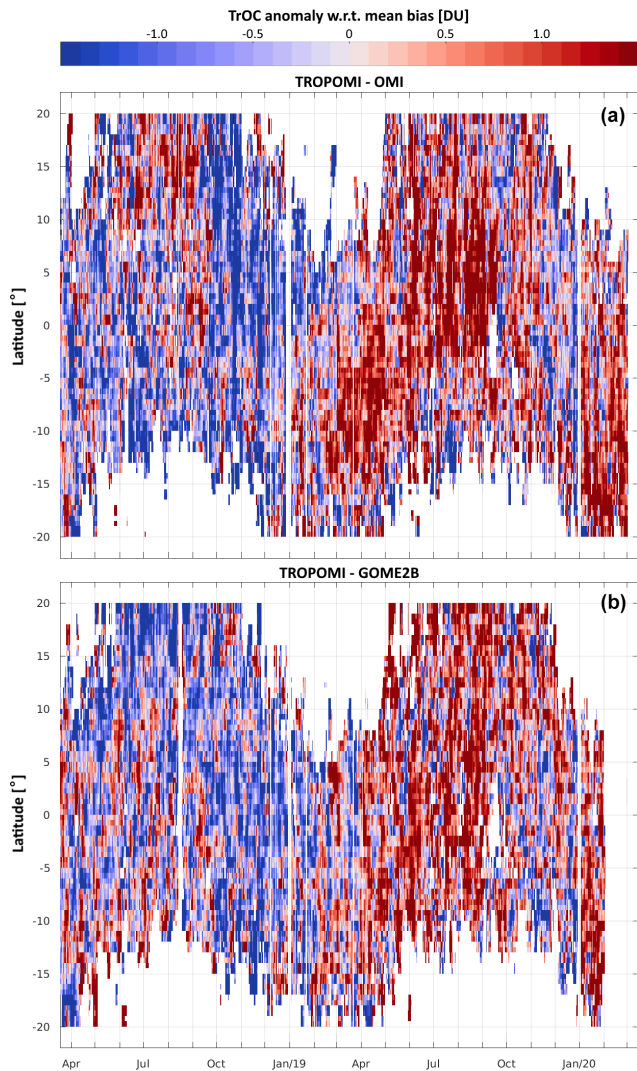 TrOC anomaly w.r.t. mean bias [DU]
-1.0 -0.5 0 0.5 1.0
TROPOMI - OMI
(a)
20
15
10
5
0
-5
-10
-15
-20
Latitude [°]
TROPOMI - GOME2B
(b)
20
15
10
5
0
-5
-10
-15
-20
Latitude [°]
Apr Jul Oct Jan/19 Apr Jul Oct Jan/20